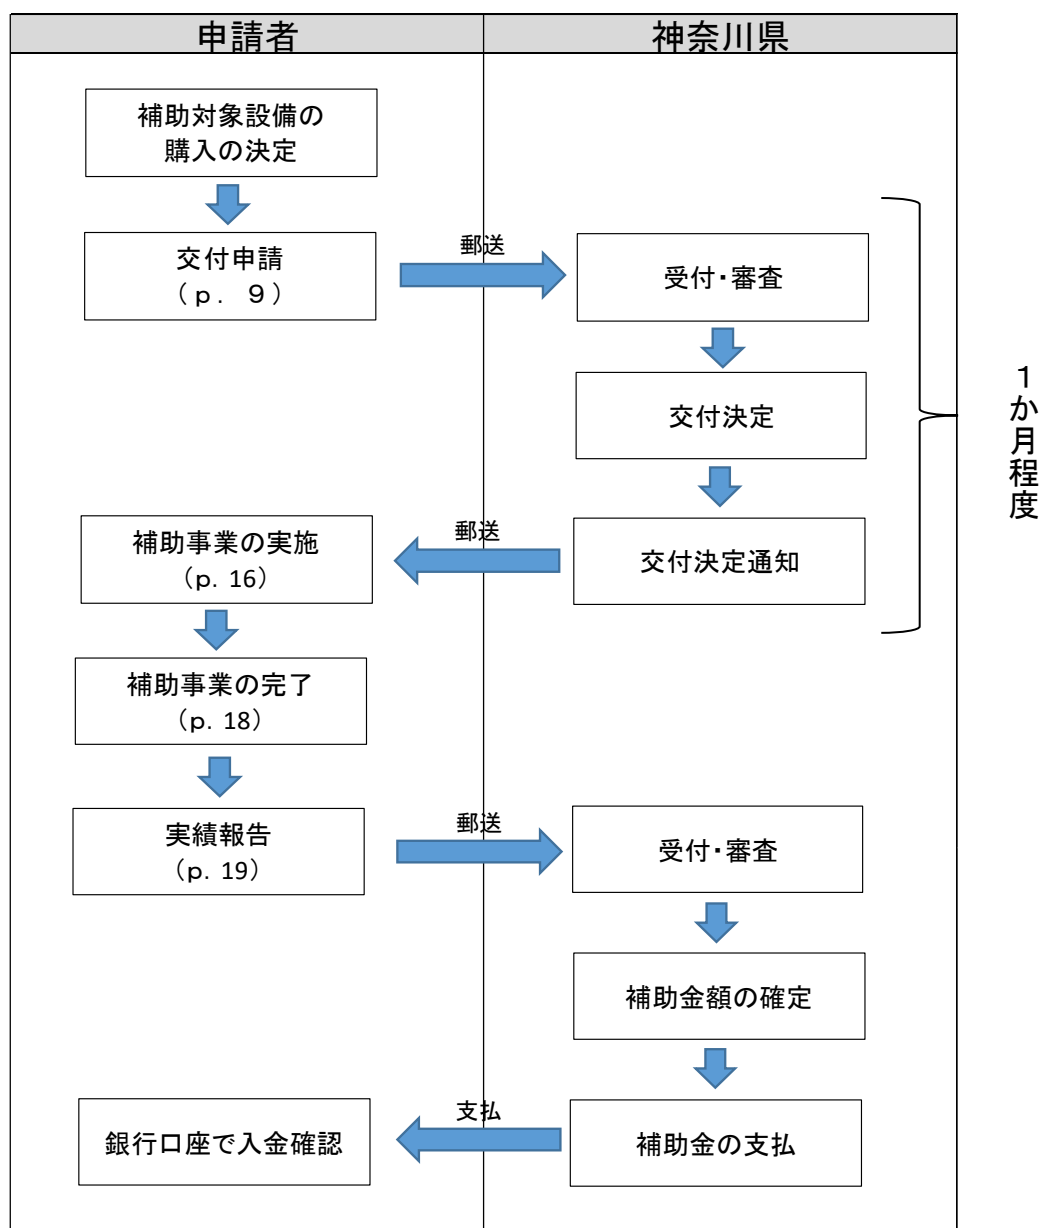 申請者
神奈川県
補助対象設備の
購入の決定
交付申請
（ｐ．９）
郵送
受付・審査
交付決定
１か月程度
補助事業の実施
（ｐ．16）
郵送
交付決定通知
補助事業の完了
（ｐ．18）
実績報告
（ｐ．19）
郵送
受付・審査
補助金額の確定
銀行口座で入金確認
支払
補助金の支払